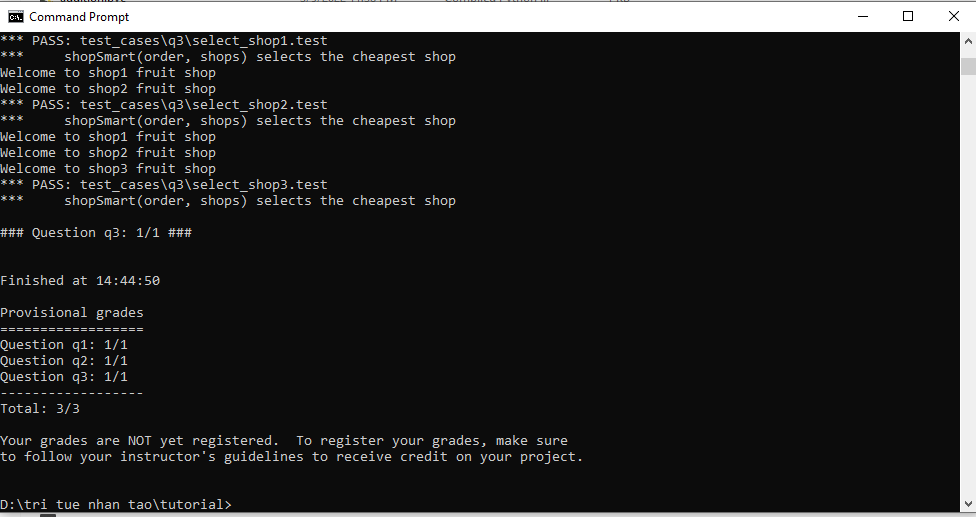 Command Prompt
*** PASS: test_cases\q3\select_shop1.test
***     shopSmart(order, shops) selects the cheapest shop
Welcome to shop1 fruit shop
Welcome to shop2 fruit shop
*** PASS: test_cases\q3\select_shop2.test
***     shopSmart(order, shops) selects the cheapest shop
Welcome to shop1 fruit shop
Welcome to shop2 fruit shop
Welcome to shop3 fruit shop
*** PASS: test_cases\q3\select_shop3.test
***     shopSmart(order, shops) selects the cheapest shop
### Question q3: 1/1 ###
Finished at 14:44:50
Provisional grades
==================
Question q1: 1/1
Question q2: 1/1
Question q3: 1/1
------------------
Total: 3/3
Your grades are NOT yet registered.  To register your grades, make sure
to follow your instructor's guidelines to receive credit on your project.
D:\tri tue nhan tao\tutorial>